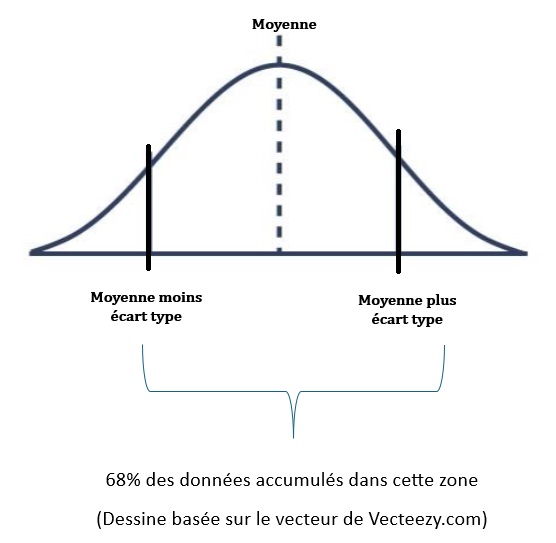 Moyenne
Moyenne moins
écart type
Moyenne plus
écart type
68% des données accumulés dans cette zone
(Dessine basée sur le vecteur de Vecteezy.com)